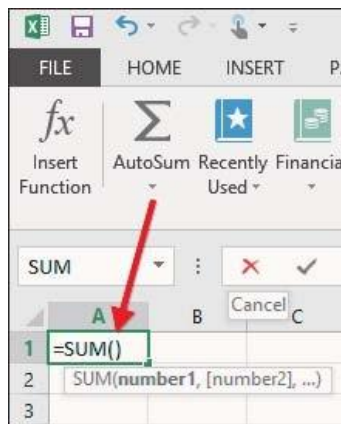 FILE HOME INSERT P
fx
Insert Function
AutoSum
Recently Used
Financia
SUM
Cancel
A B C
1 =SUM()
2 SUM(number1, [number2], ...)
3